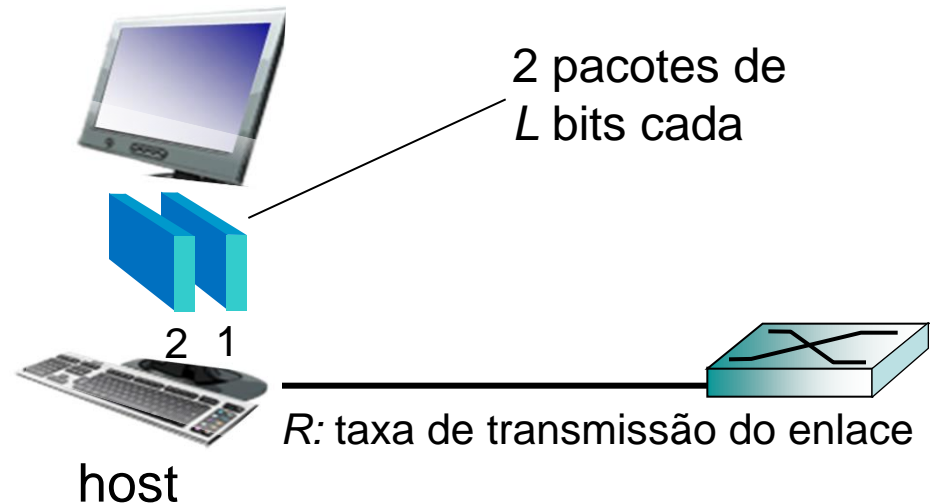 2 pacotes de
L bits cada
2 1
R: taxa de transmissão do enlace
host